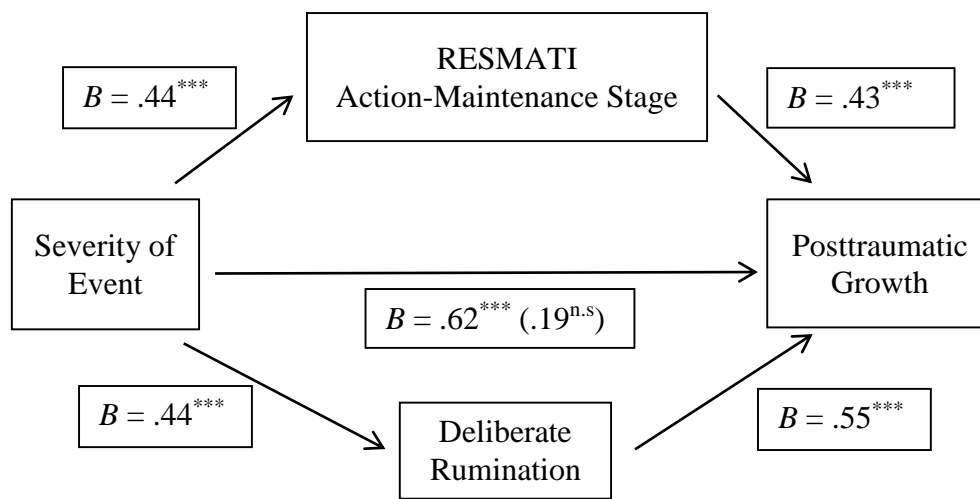 RESMATI
Action-Maintenance Stage
B = .44***
B = .43***
Severity of
Event
Posttraumatic
Growth
B = .62*** (.19n.s)
B = .44***
B = .55***
Deliberate
Rumination